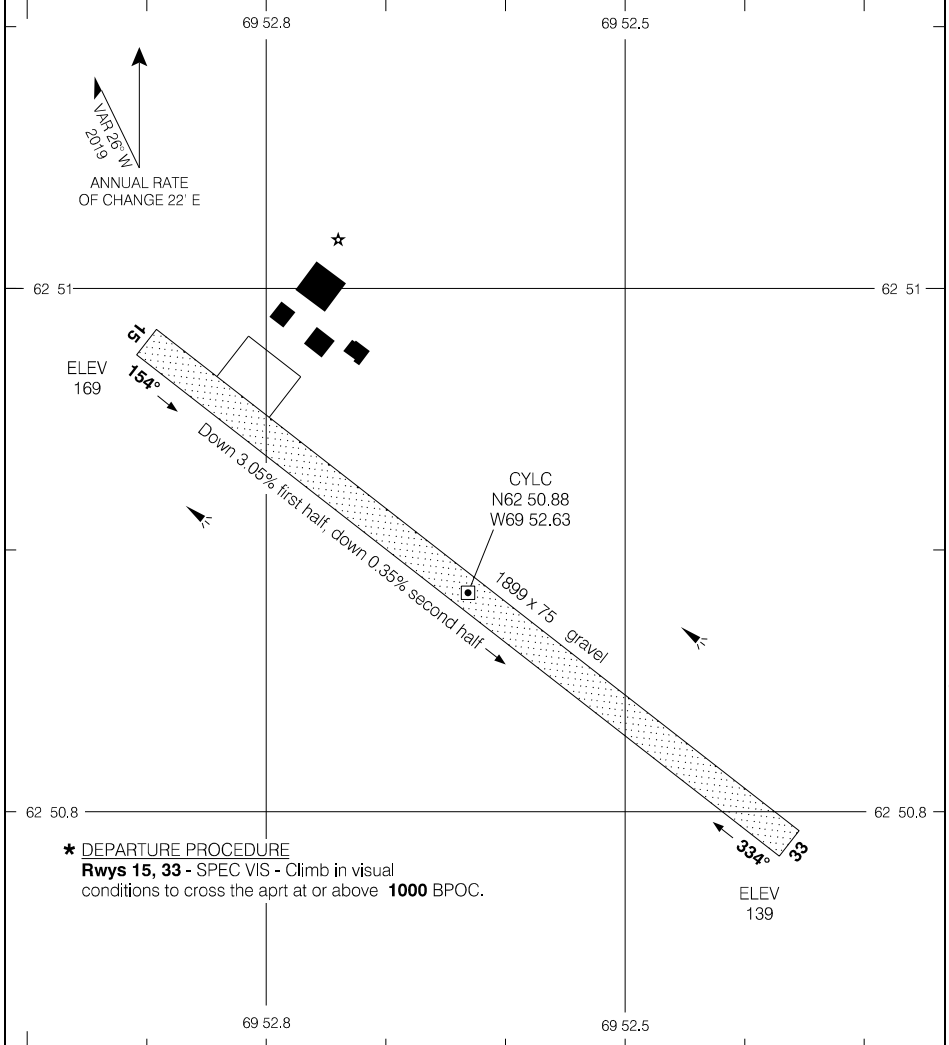 69 52.8
69 52.5
VAR 26° W
2019
ANNUAL RATE
OF CHANGE 22' E
62 51
62 51
15
ELEV
169
154°
Down 3.05% first half, down 0.35% second half
CYLC
N62 50.88
W69 52.63
1899 x 75 gravel
62 50.8
62 50.8
* DEPARTURE PROCEDURE
Rwys 15, 33 - SPEC VIS - Climb in visual
conditions to cross the aprt at or above 1000 BPOC.
334°
33
ELEV
139
69 52.8
69 52.5